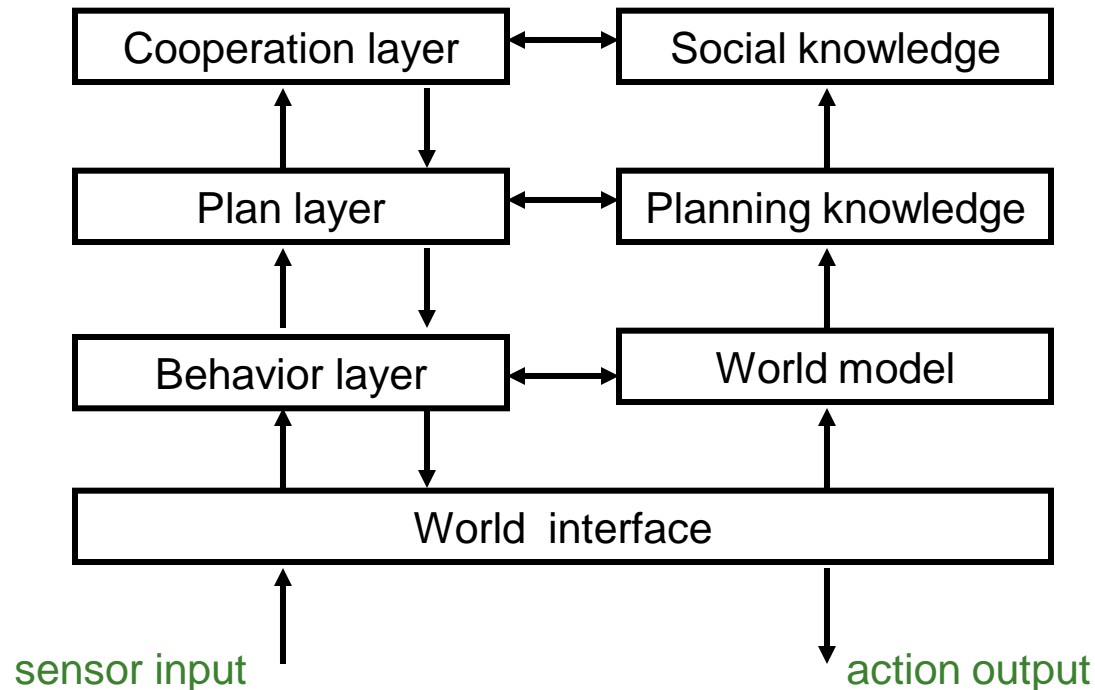 Cooperation layer
Social knowledge
Plan layer
Planning knowledge
Behavior layer
World model
World interface
sensor input
action output